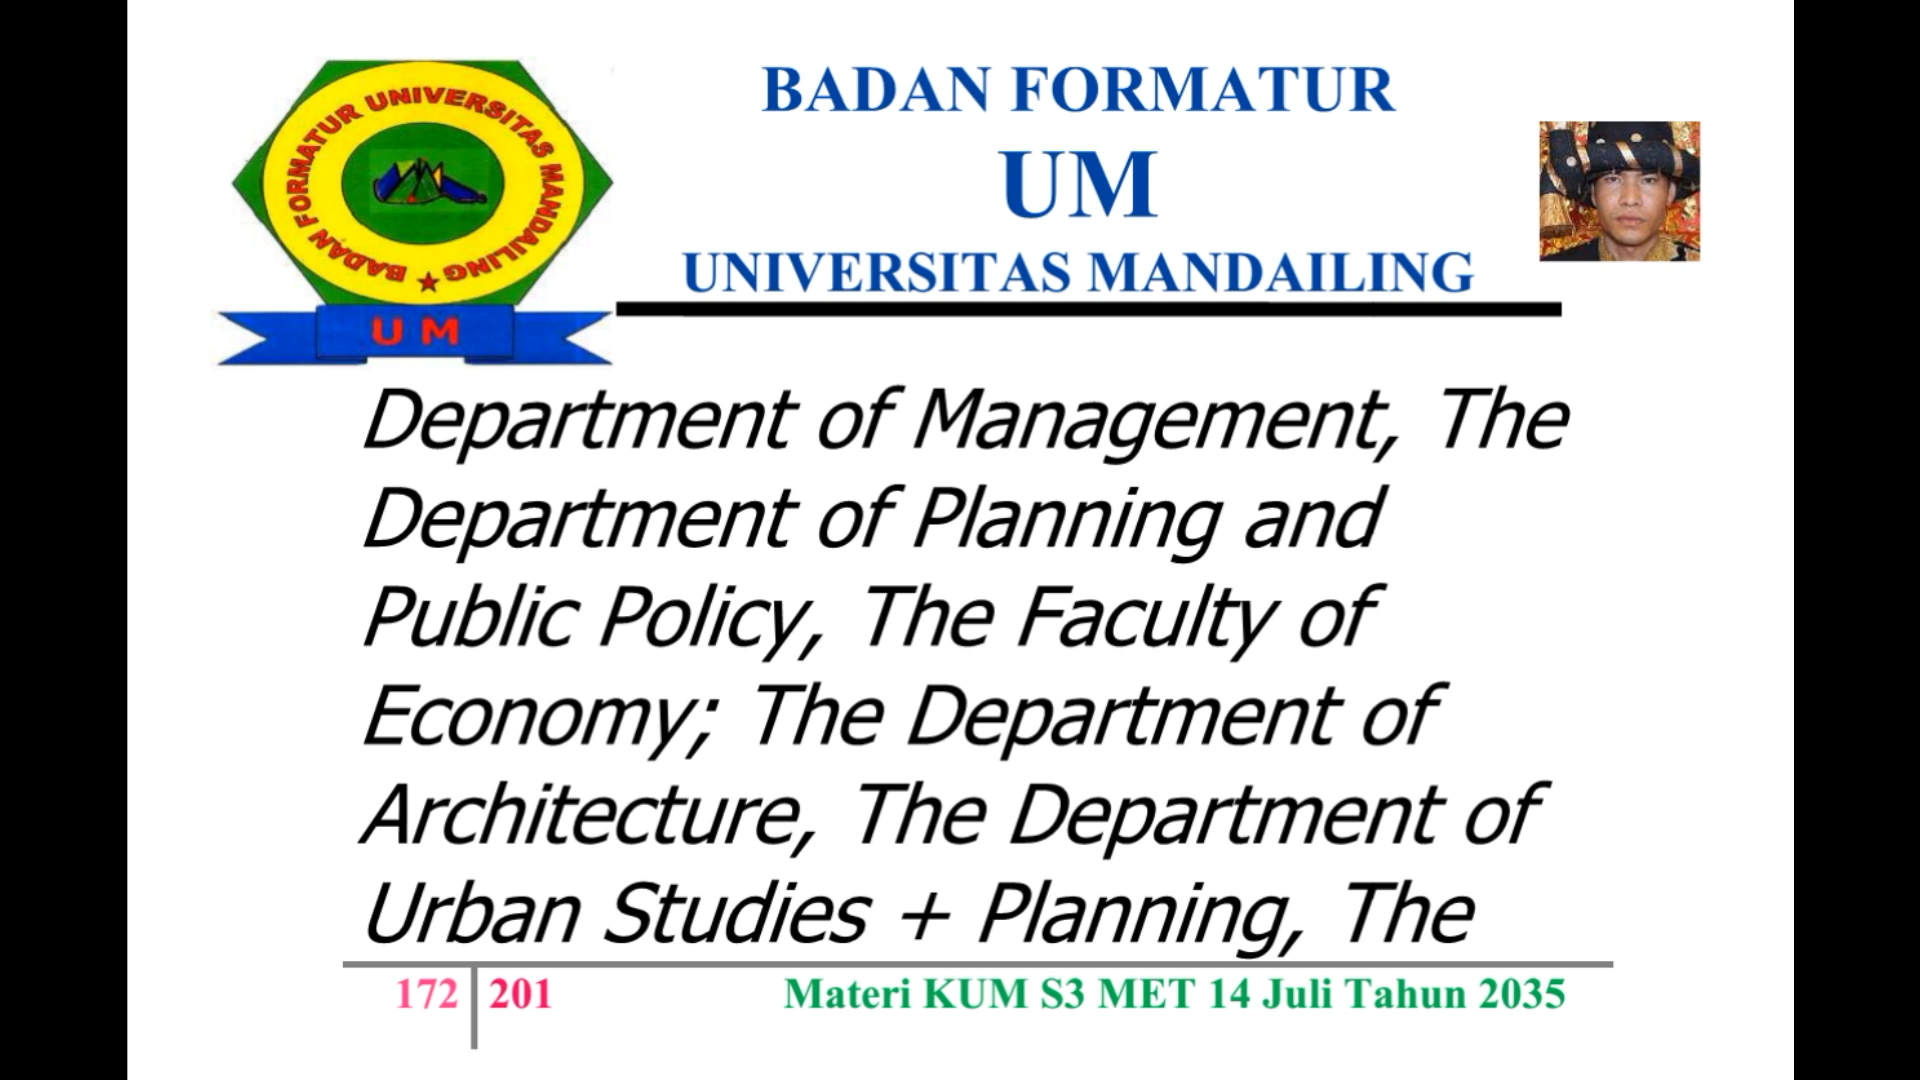 BADAN FORMATUR UNIVERSITAS MANDAILING
U M
BADAN FORMATUR
UM
UNIVERSITAS MANDAILING
Department of Management, The
Department of Planning and
Public Policy, The Faculty of
Economy; The Department of
Architecture, The Department of
Urban Studies + Planning, The
172 201 Materi KUM S3 MET 14 Juli Tahun 2035